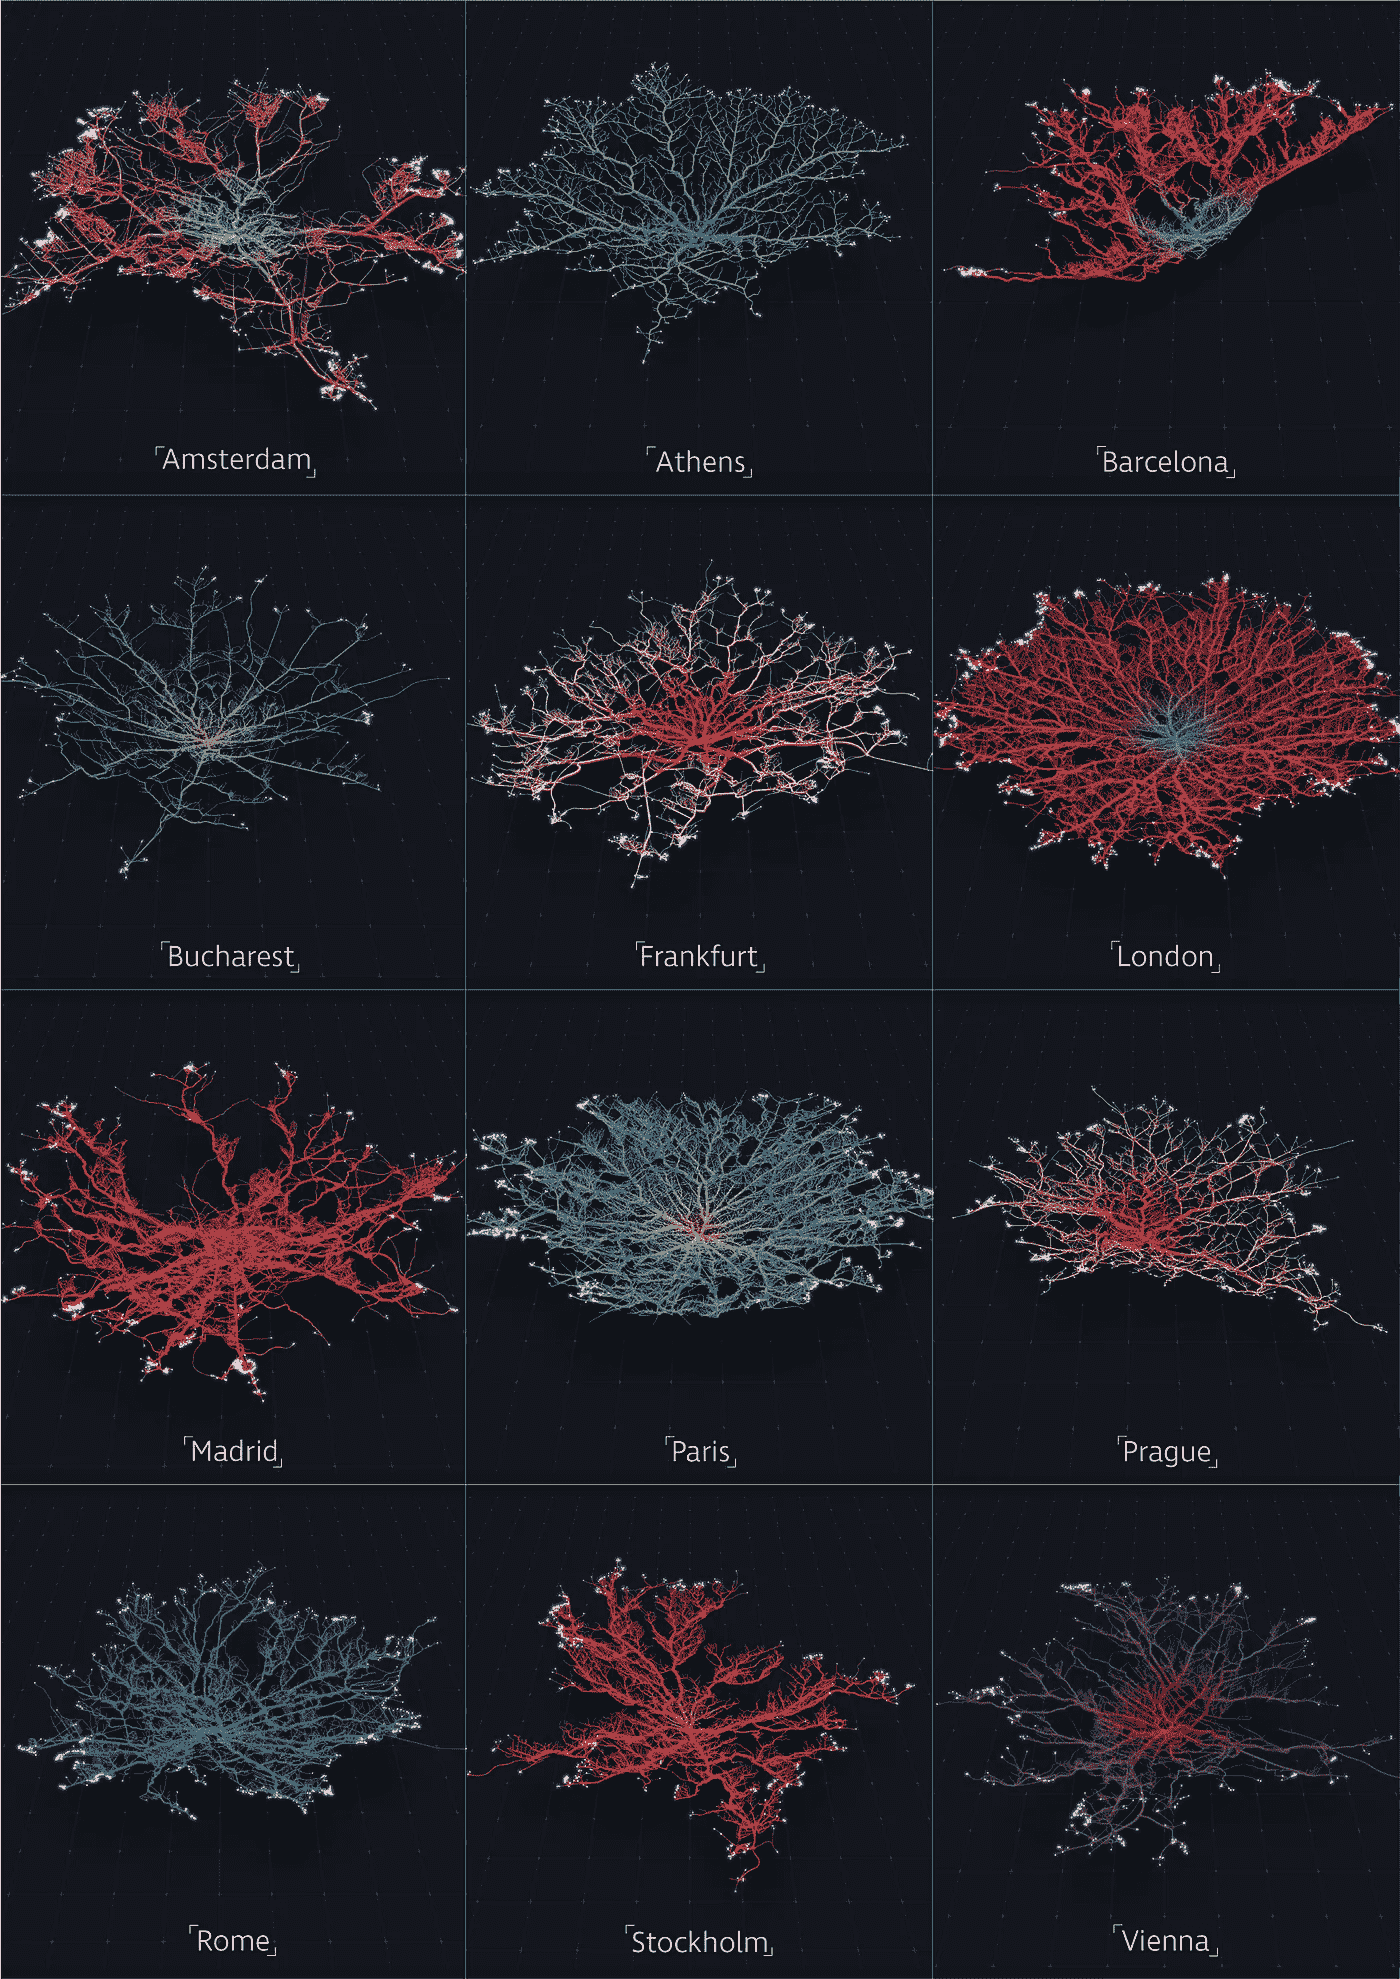 Amsterdam
Athens
Barcelona
Bucharest
Frankfurt
London
Madrid
Paris
Prague
Rome
Stockholm
Vienna